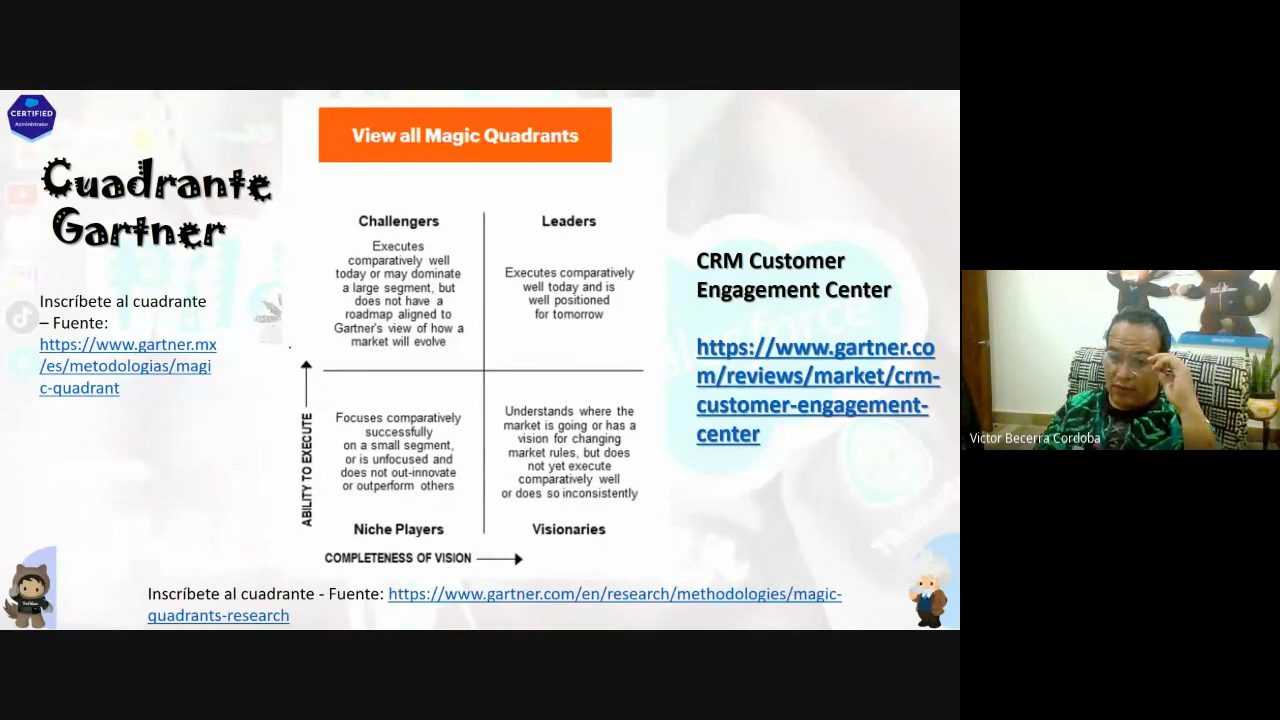 CERTIFIED
Administrator
Cuadrante
Gartner
Inscríbete al cuadrante
– Fuente:
https://www.gartner.mx
/es/metodologias/magi
c-quadrant
View all Magic Quadrants
Challengers
Executes
comparatively well
today or may dominate
a large segment, but
does not have a
roadmap aligned to
Gartner's view of how a
market will evolve
Leaders
Executes comparatively
well today and is
well positioned
for tomorrow
Focuses comparatively
successfully
on a small segment,
or is unfocused and
does not out-innovate
or outperform others
Niche Players
Understands where the
market is going or has a
vision for changing
market rules, but does
not yet execute
comparatively well
or does so inconsistently
Visionaries
ABILITY TO EXECUTE
COMPLETENESS OF VISION
CRM Customer
Engagement Center
https://www.gartner.co
m/reviews/market/crm-
customer-engagement-
center
Inscríbete al cuadrante - Fuente: https://www.gartner.com/en/research/methodologies/magic-
quadrants-research
Victor Becerra Cordoba